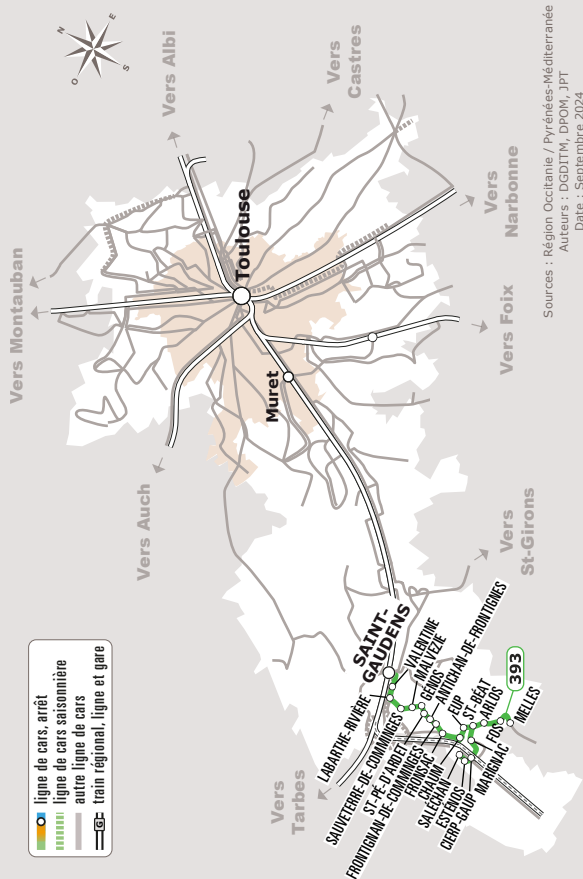 ligne de cars, arrêt
ligne de cars saisonnière
autre ligne de cars
G
train régional, ligne et gare
N
E
S
O
Vers Montauban
Vers Albi
Vers
Castres
Vers Auch
Toulouse
Muret
Vers
Narbonne
Vers Foix
Vers
St-Girons
Vers
Tarbes
SAINT-
GAUDENS
LABARTHE-RIVIÈRE
VALENTINE
SAUVETERRE-DE-COMMINGES
MALVEZIE
GENOS
ST-PÉ-D'ARDET
ANTICHAN-DE-FRONTIGNES
FRONTIGNAN-DE-COMMINGES
FRONSAC
CHAUM
EUP
SALÉCHAN
ST-BÉAT
ESTENOS
ARLOS
CIERP-GAUP
MARIGNAC
FOS
MELLES
393
Sources : Région Occitanie / Pyrénées-Méditerranée
Auteurs : DGDITM, DPOM, JPT
Date : Septembre 2024